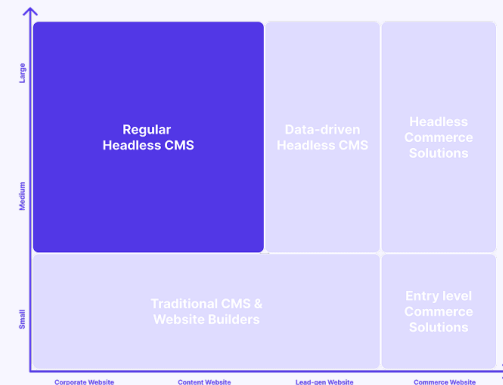 Large
Medium
Small
Regular
Headless CMS
Data-driven
Headless CMS
Headless
Commerce
Solutions
Traditional CMS &
Website Builders
Entry level
Commerce
Solutions
Corporate Website
Content Website
Lead-gen Website
Commerce Website